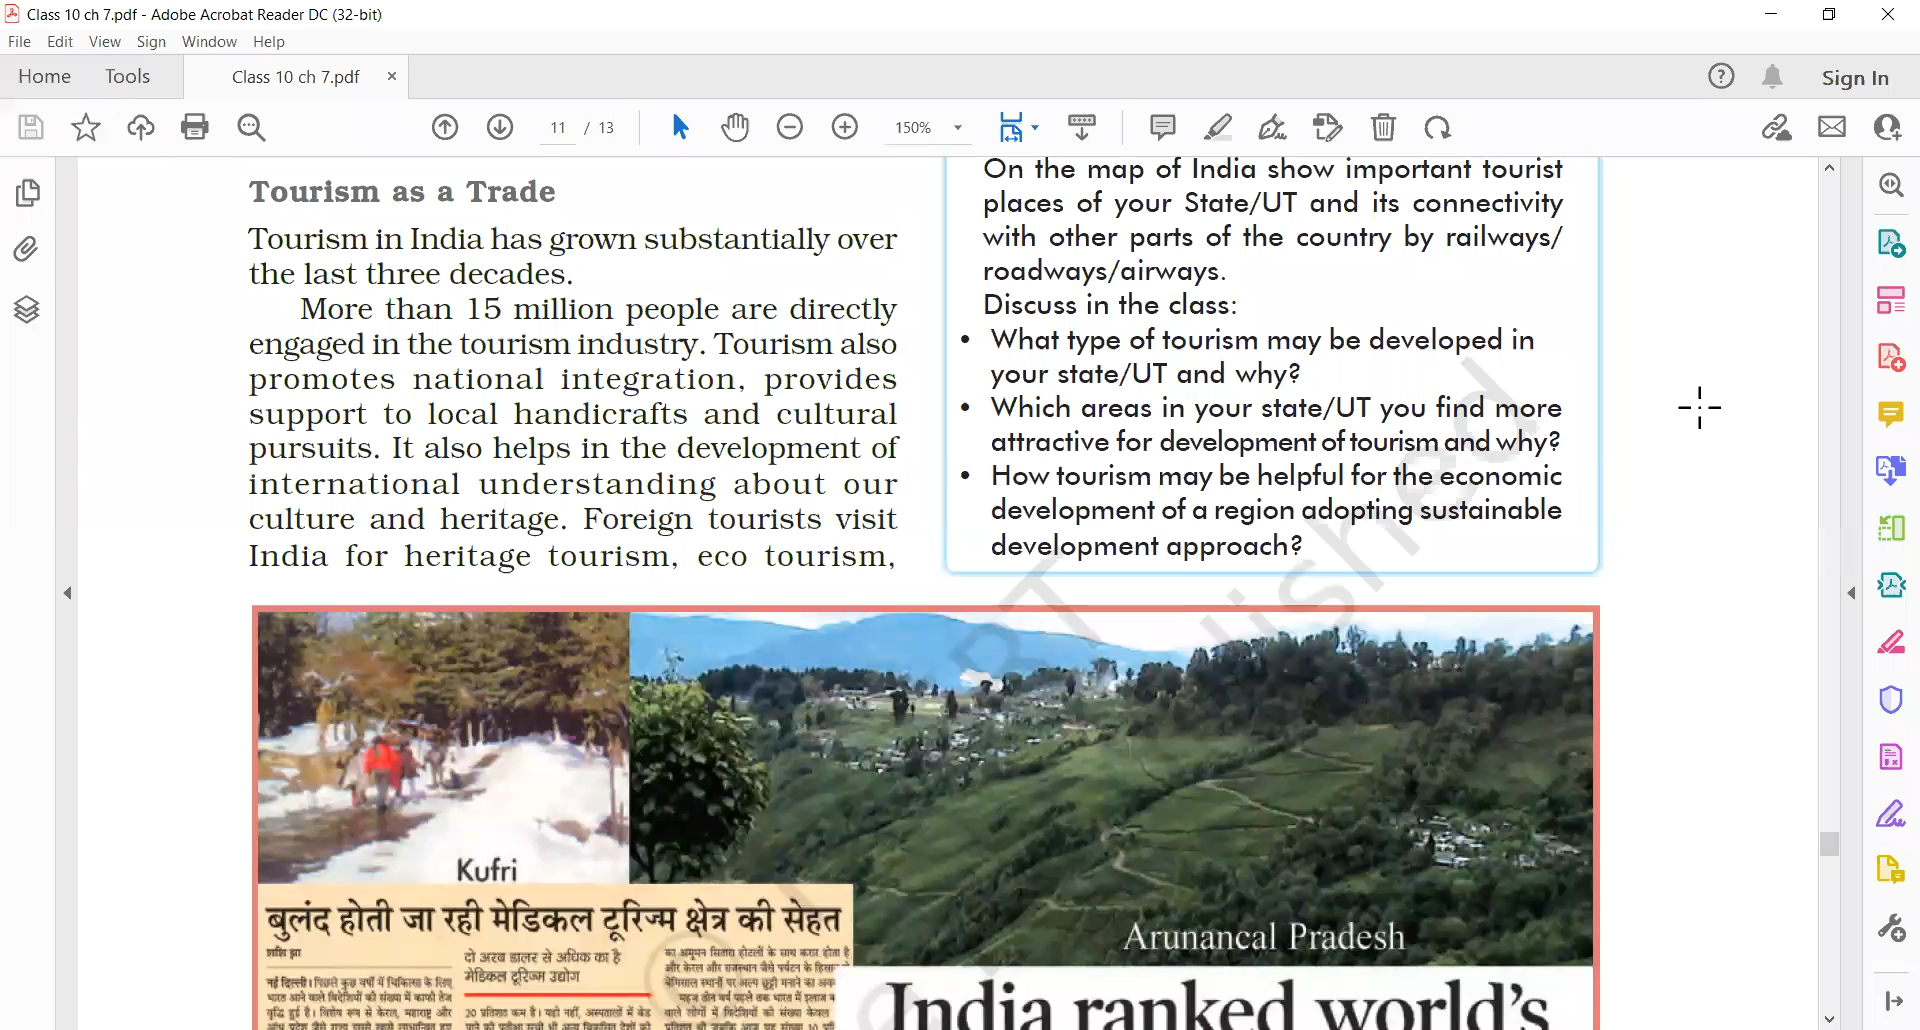 Class 10 ch 7.pdf - Adobe Acrobat Reader DC (32-bit)
File Edit View Sign Window Help
Home Tools Class 10 ch 7.pdf × Sign In
11 / 13 150%
Tourism as a Trade
Tourism in India has grown substantially over
the last three decades.
More than 15 million people are directly
engaged in the tourism industry. Tourism also
promotes national integration, provides
support to local handicrafts and cultural
pursuits. It also helps in the development of
international understanding about our
culture and heritage. Foreign tourists visit
India for heritage tourism, eco tourism,
On the map of India show important tourist
places of your State/UT and its connectivity
with other parts of the country by railways/
roadways/airways.
Discuss in the class:
• What type of tourism may be developed in
your state/UT and why?
• Which areas in your state/UT you find more
attractive for development of tourism and why?
• How tourism may be helpful for the economic
development of a region adopting sustainable
development approach?
Kufri
Arunancal Pradesh
बुलंद होती जा रही मेडिकल टूरिज्म क्षेत्र की सेहत
दो अरब डालर से अधिक का है
मेडिकल टूरिज्म उद्योग
नई दिल्ली। पिछले कुछ वर्षों में चिकित्सा के लिए
भारत आने वाले विदेशियों की संख्या में काफी तेज
India ranked world's